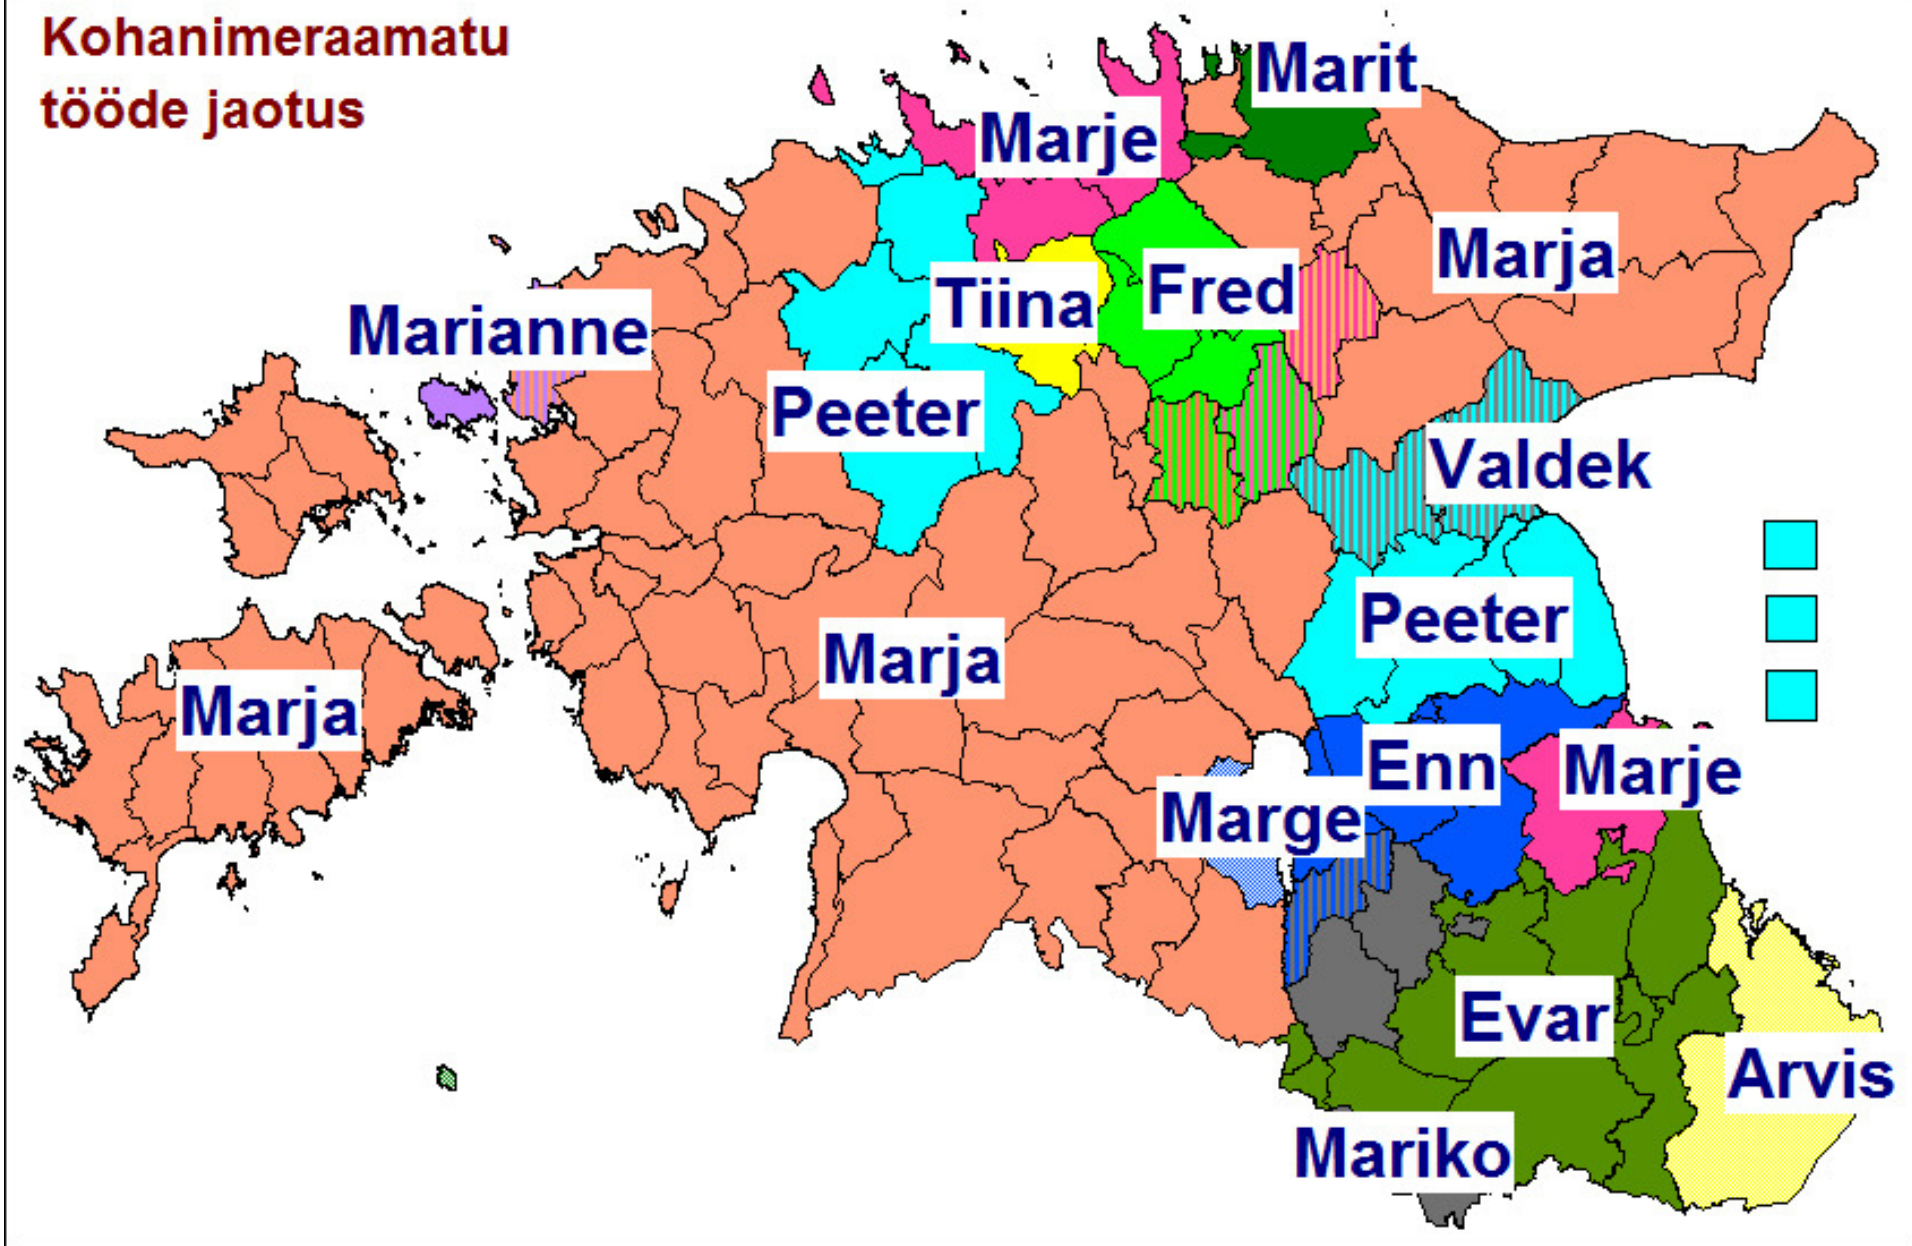 Kohanimeraamatu
tööde jaotus
Marit
Marje
Marja
Tiina
Fred
Marianne
Peeter
Valdek
Peeter
Marja
Marja
Enn
Marje
Marge
Evar
Arvis
Mariko